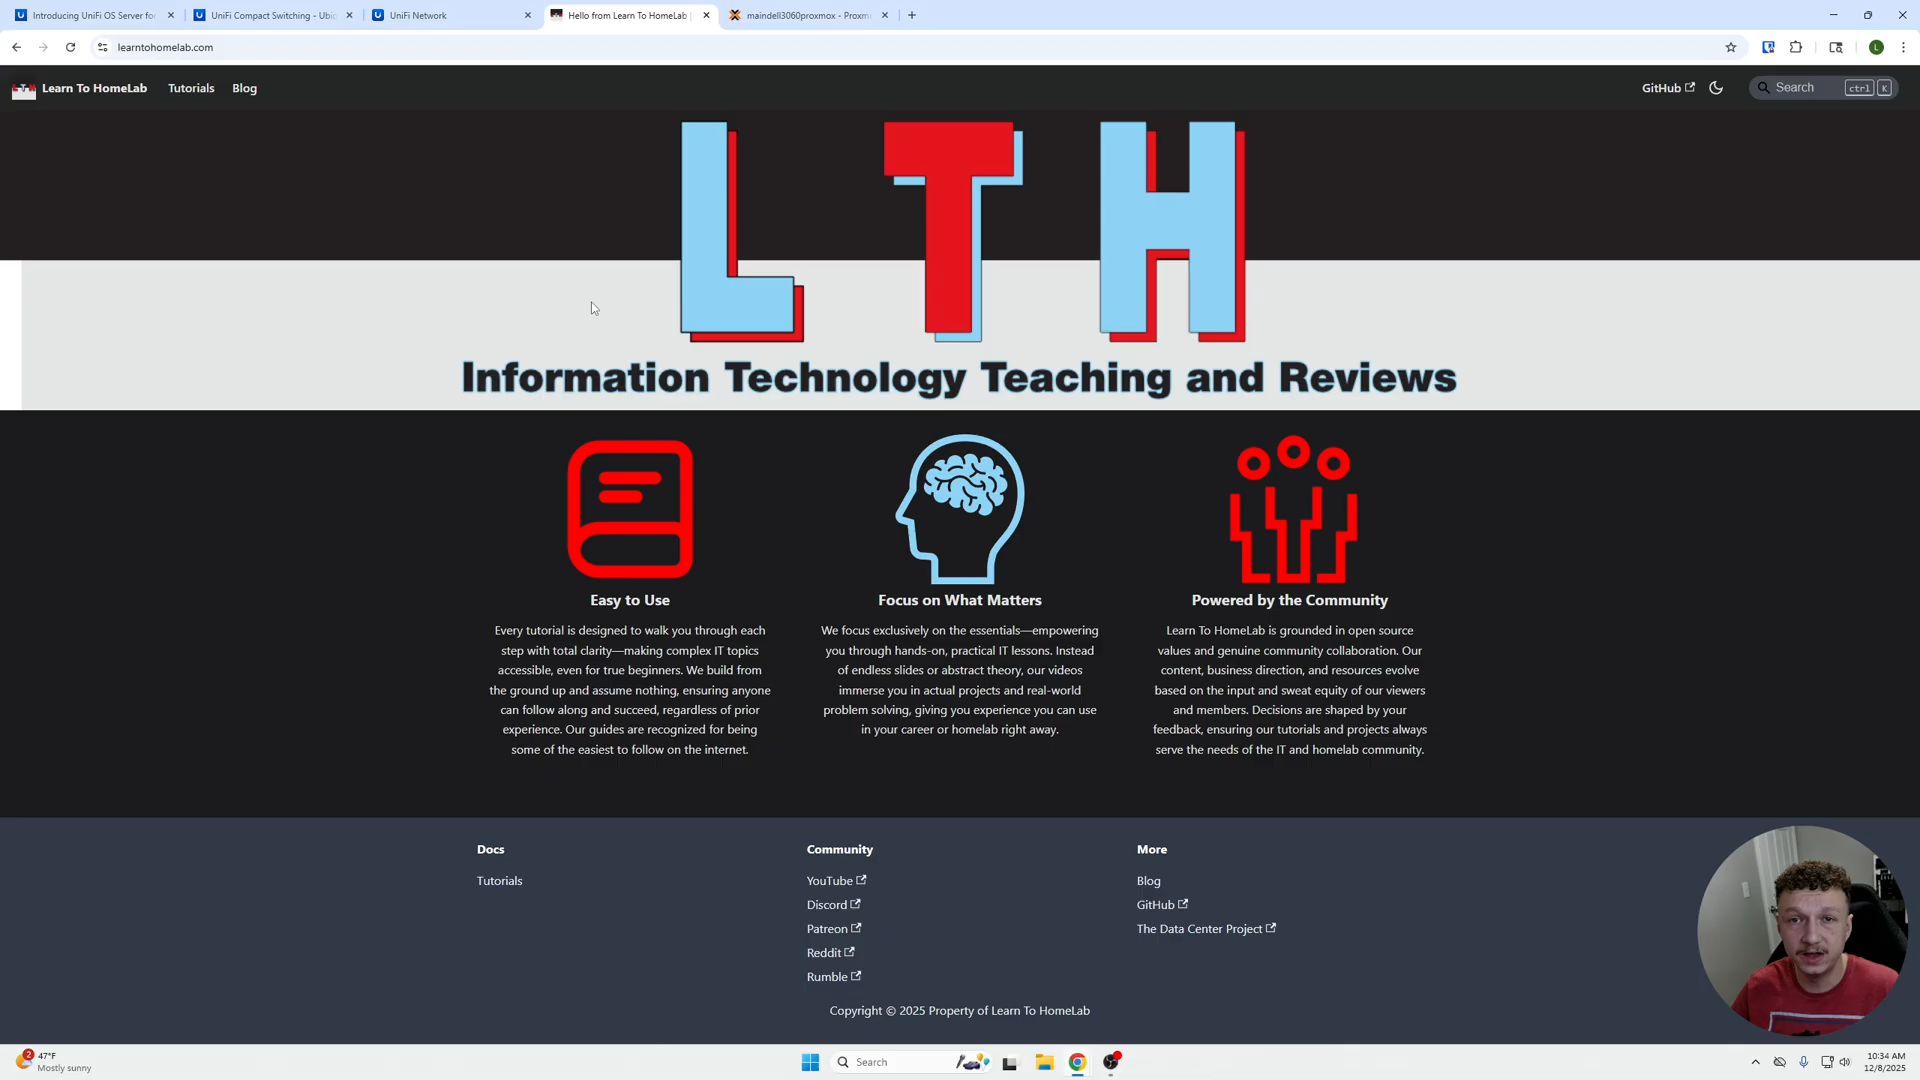 Introducing UniFi OS Server for
UniFi Compact Switching - Ubiq
UniFi Network
Hello from Learn To HomeLab |
maindell3060proxmox - Proxm
learntohomelab.com
L
Learn To HomeLab
Tutorials
Blog
GitHub
Search
ctrl
K
L T H
Information Technology Teaching and Reviews
Easy to Use
Every tutorial is designed to walk you through each
step with total clarity—making complex IT topics
accessible, even for true beginners. We build from
the ground up and assume nothing, ensuring anyone
can follow along and succeed, regardless of prior
experience. Our guides are recognized for being
some of the easiest to follow on the internet.
Focus on What Matters
We focus exclusively on the essentials—empowering
you through hands-on, practical IT lessons. Instead
of endless slides or abstract theory, our videos
immerse you in actual projects and real-world
problem solving, giving you experience you can use
in your career or homelab right away.
Powered by the Community
Learn To HomeLab is grounded in open source
values and genuine community collaboration. Our
content, business direction, and resources evolve
based on the input and sweat equity of our viewers
and members. Decisions are shaped by your
feedback, ensuring our tutorials and projects always
serve the needs of the IT and homelab community.
Docs
Tutorials
Community
YouTube
Discord
Patreon
Reddit
Rumble
More
Blog
GitHub
The Data Center Project
Copyright © 2025 Property of Learn To HomeLab
2
47°F
Mostly sunny
Search
10:34 AM
12/8/2025